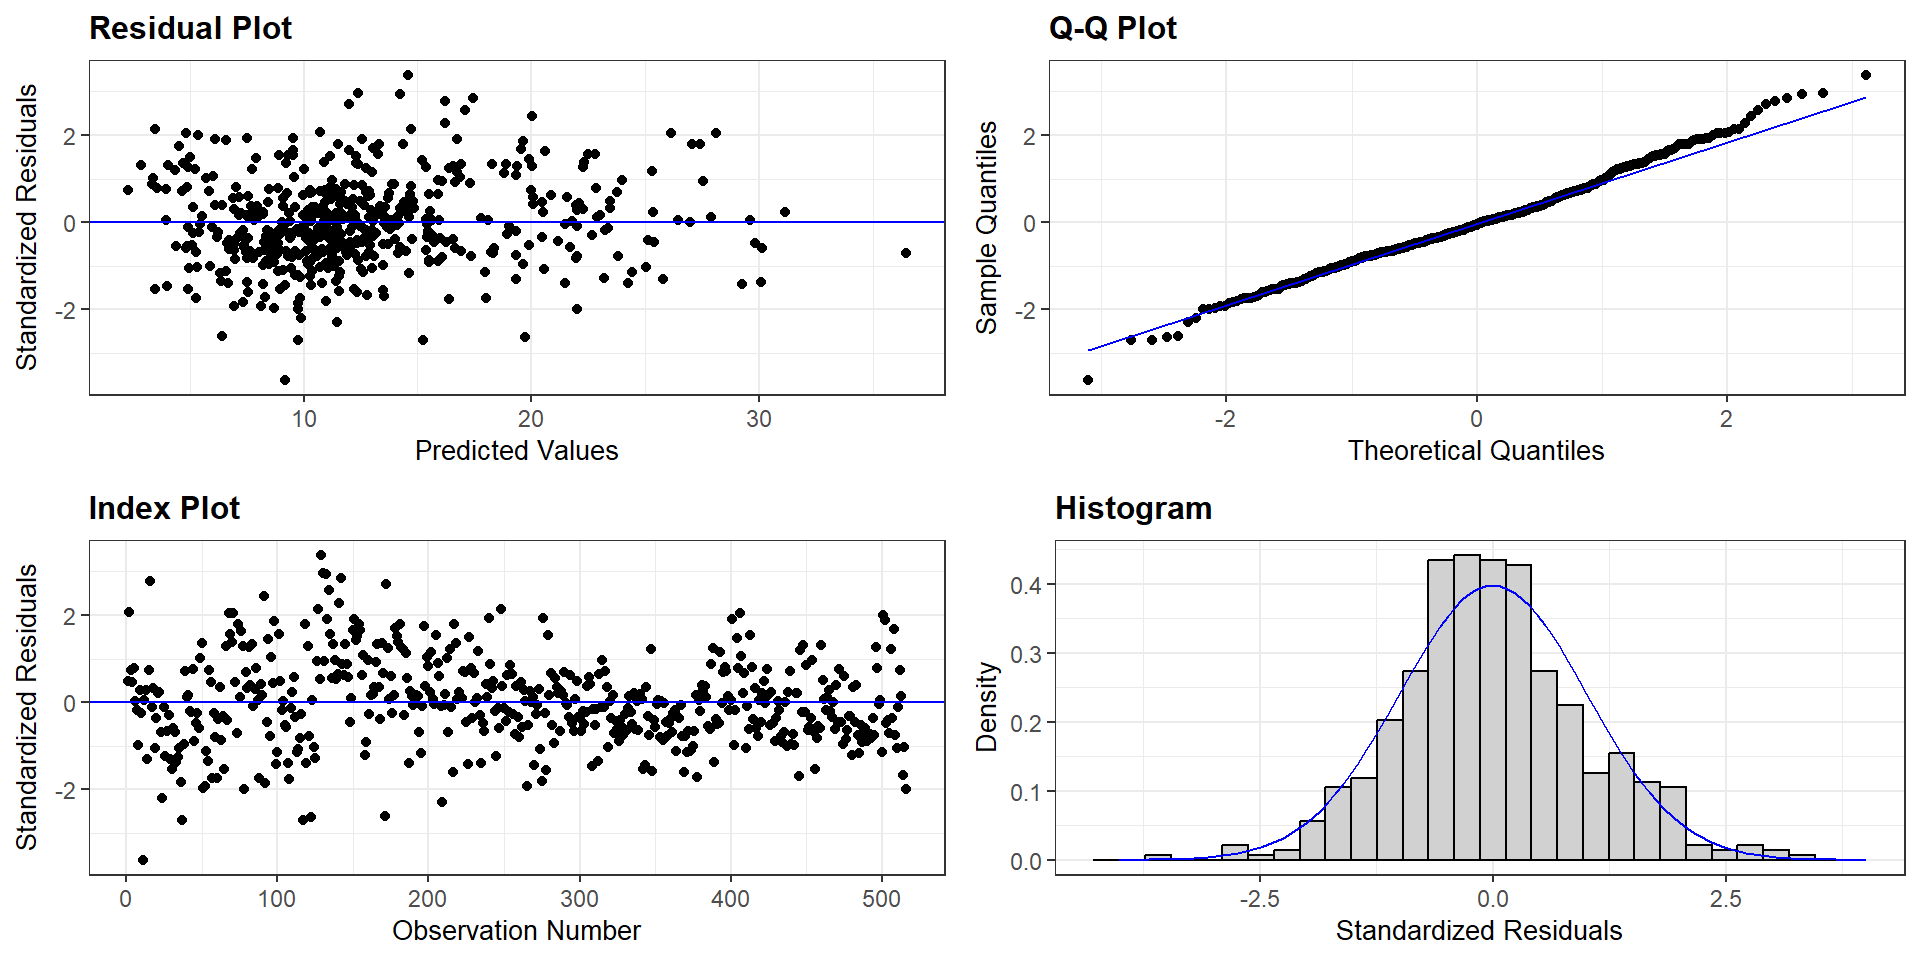 Residual Plot
Standardized Residuals
2
0
-2
10
20
30
Predicted Values
Q-Q Plot
Sample Quantiles
2
0
-2
-2
0
2
Theoretical Quantiles
Index Plot
Standardized Residuals
2
0
-2
0
100
200
300
400
500
Observation Number
Histogram
Density
0.4
0.3
0.2
0.1
0.0
-2.5
0.0
2.5
Standardized Residuals